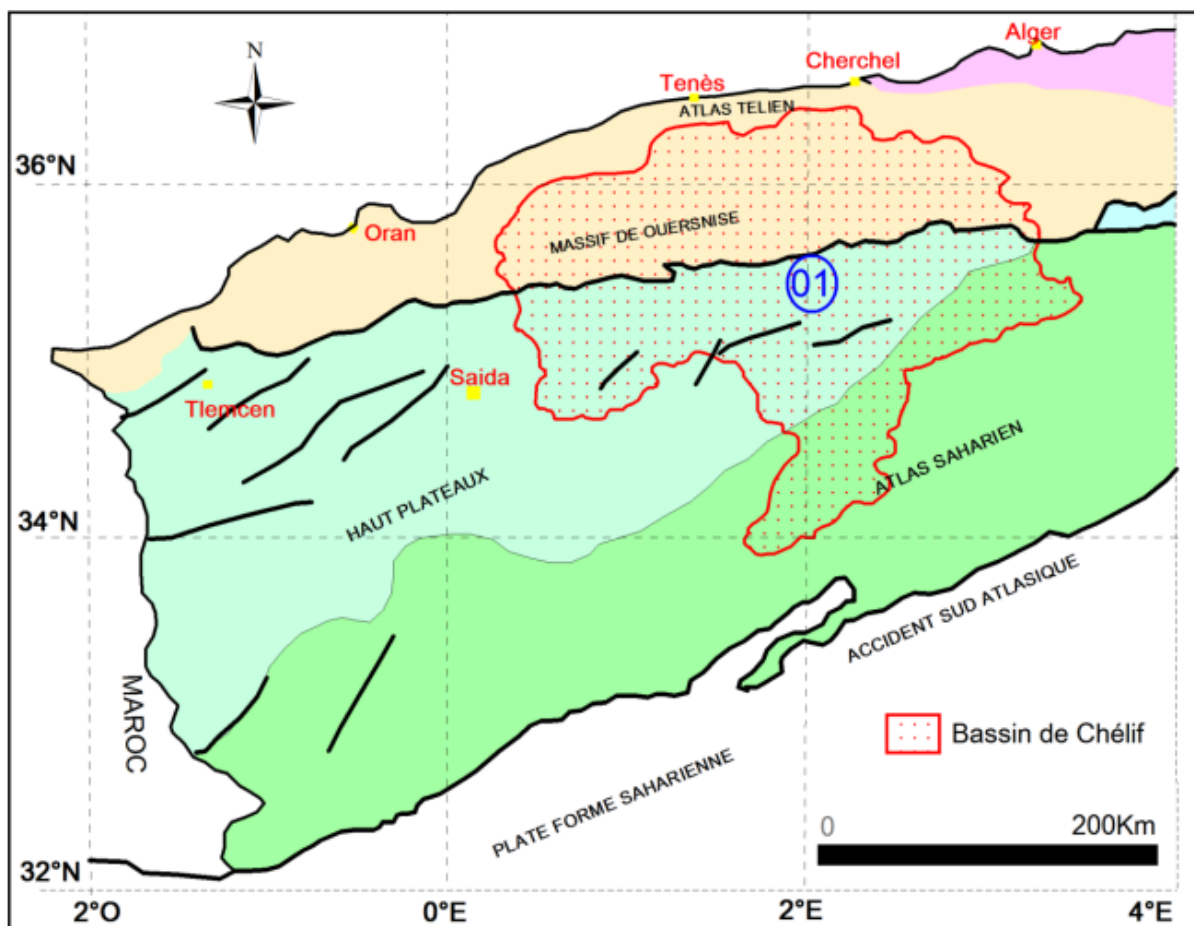 Alger
Cherchel
N
Tenès
ATLAS TELIEN
36°N
MASSIF DE OUERSNISE
Oran
01
Saida
Tlemcen
ATLAS SAHARIEN
HAUT PLATEAUX
34°N
ACCIDENT SUD ATLASIQUE
MAROC
Bassin de Chélif
PLATE FORME SAHARIENNE
0
200Km
32°N
2°O
0°E
2°E
4°E